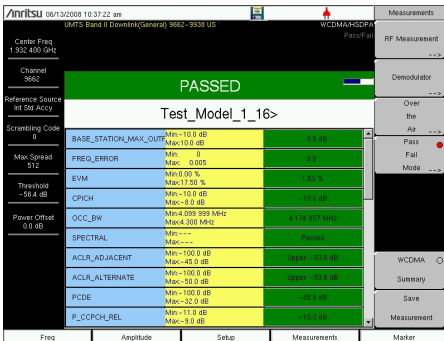 Anritsu 06/13/2008 10:37:22 am
UMTS Band II Downlink(General) 9662-9938 US
WCDMA/HSDPA
Pass/Fail
Center Freq
1.932 400 GHz
Channel
9662
Reference Source
Int Std Accy
Scrambling Code
0
Max Spread
512
Threshold
-56.4 dB
Power Offset
0.0 dB
PASSED
Test_Model_1_16>
BASE_STATION_MAX_OUTP
Min:-10.0 dB
Max:10.0 dB
FREQ_ERROR
Min: 0
Max: 0.005
0.0
EVM
Min:0.00 %
Max:17.50 %
1.53 %
CPICH
Min:-10.0 dB
Max:-8.0 dB
-10.0 dB
OCC_BW
Min:4.099 999 MHz
Max:4.300 MHz
4.174 807 MHz
SPECTRAL
Min:---
Max:---
Passed
ACLR_ADJACENT
Min:-100.0 dB
Max:-45.0 dB
Upper -53.0 dB
ACLR_ALTERNATE
Min:-100.0 dB
Max:-50.0 dB
Upper -53.6 dB
PCDE
Min:-100.0 dB
Max:-32.0 dB
-48.9 dB
P_CCPCH_REL
Min:-11.0 dB
Max:-9.0 dB
-10.0 dB
Measurements
RF Measurement
-->
Demodulator
-->
Over
the
Air -->
Pass
Fail
Mode -->
WCDMA
Summary
Save
Measurement
Freq Amplitude Setup Measurements Marker